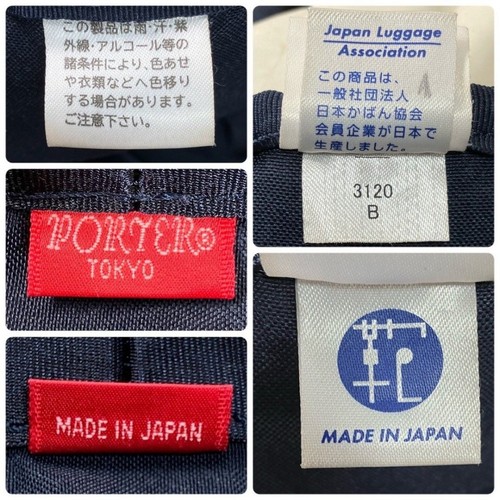 この製品は雨・汗・紫
外線・アルコール等の
諸条件により、色あせ
や衣類などへ色移り
する場合があります。
ご注意下さい。
Japan Luggage
Association
この商品は、
一般社団法人
日本かばん協会
会員企業が日本で
生産しました。
3120
B
PORTER®
TOKYO
MADE IN JAPAN
MADE IN JAPAN